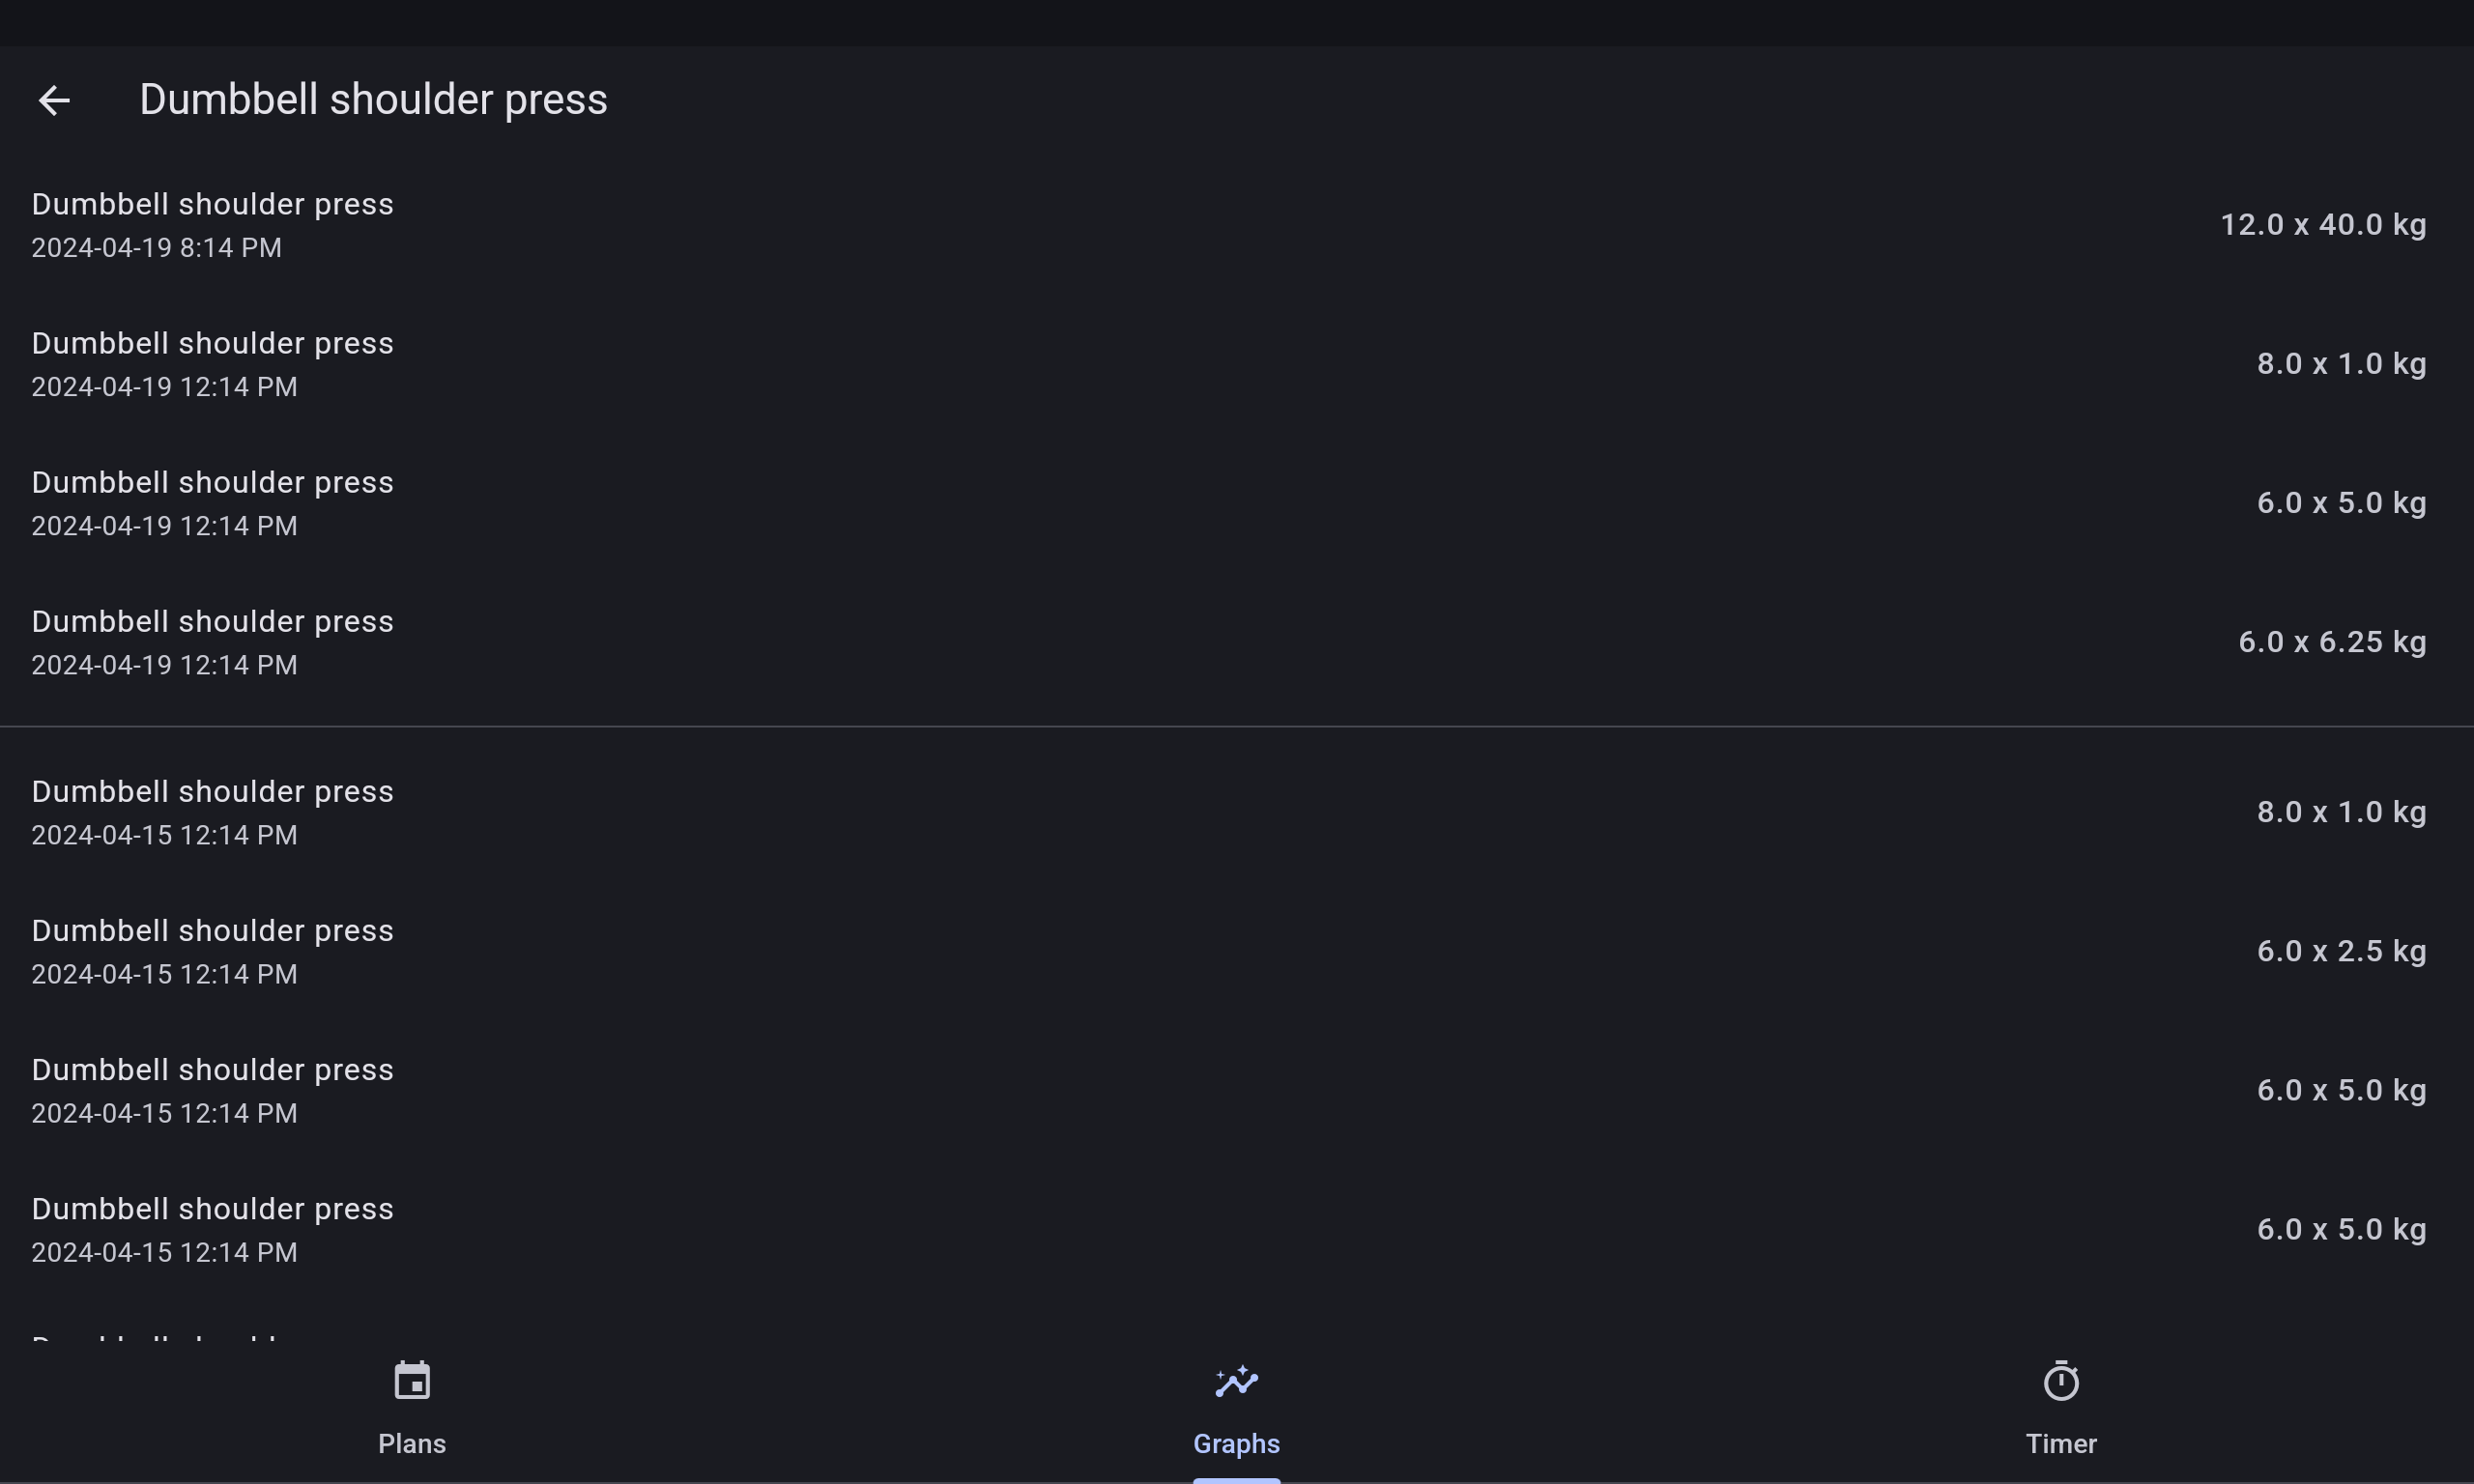 Dumbbell shoulder press
Dumbbell shoulder press
2024-04-19 8:14 PM
12.0 x 40.0 kg
Dumbbell shoulder press
2024-04-19 12:14 PM
8.0 x 1.0 kg
Dumbbell shoulder press
2024-04-19 12:14 PM
6.0 x 5.0 kg
Dumbbell shoulder press
2024-04-19 12:14 PM
6.0 x 6.25 kg
Dumbbell shoulder press
2024-04-15 12:14 PM
8.0 x 1.0 kg
Dumbbell shoulder press
2024-04-15 12:14 PM
6.0 x 2.5 kg
Dumbbell shoulder press
2024-04-15 12:14 PM
6.0 x 5.0 kg
Dumbbell shoulder press
2024-04-15 12:14 PM
6.0 x 5.0 kg
Plans
Graphs
Timer